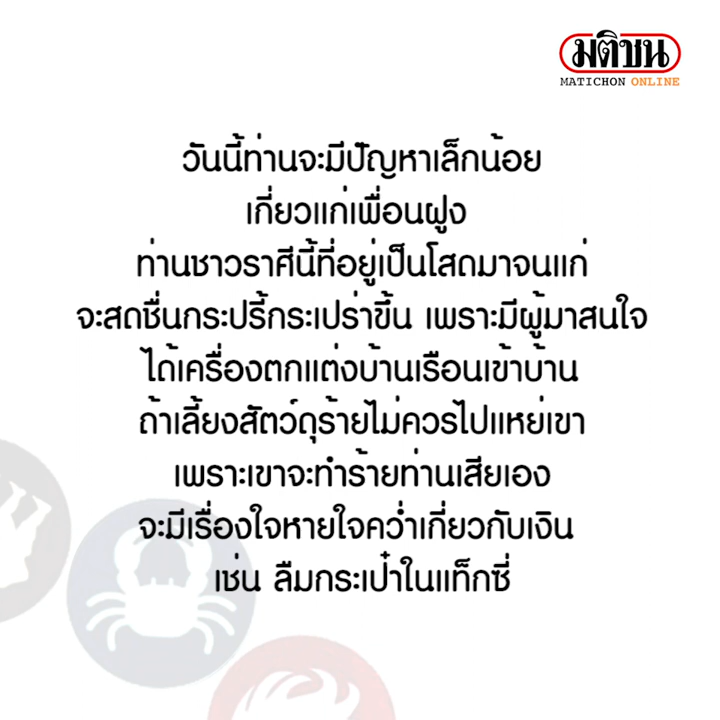 มติชน
MATICHON ONLINE
วันนี้ท่านจะมีปัญหาเล็กน้อย
เกี่ยวแก่เพื่อนฝูง
ท่านชาวราศีนี้ที่อยู่เป็นโสดมาจนแก่
จะสดชื่นกระปรี้กระเปร่าขึ้น เพราะมีผู้มาสนใจ
ได้เครื่องตกแต่งบ้านเรือนเข้าบ้าน
ถ้าเลี้ยงสัตว์ดุร้ายไม่ควรไปแหย่เขา
เพราะเขาจะทำร้ายท่านเสียเอง
จะมีเรื่องใจหายใจคว่ำเกี่ยวกับเงิน
เช่น ลืมกระเป๋าในแท็กซี่